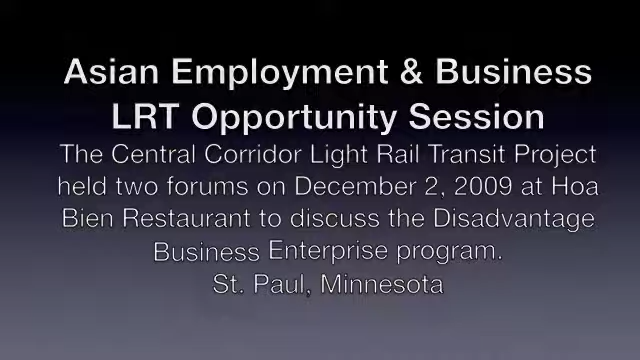 Asian Employment & Business
LRT Opportunity Session
The Central Corridor Light Rail Transit Project
held two forums on December 2, 2009 at Hoa
Bien Restaurant to discuss the Disadvantage
Business Enterprise program.
St. Paul, Minnesota